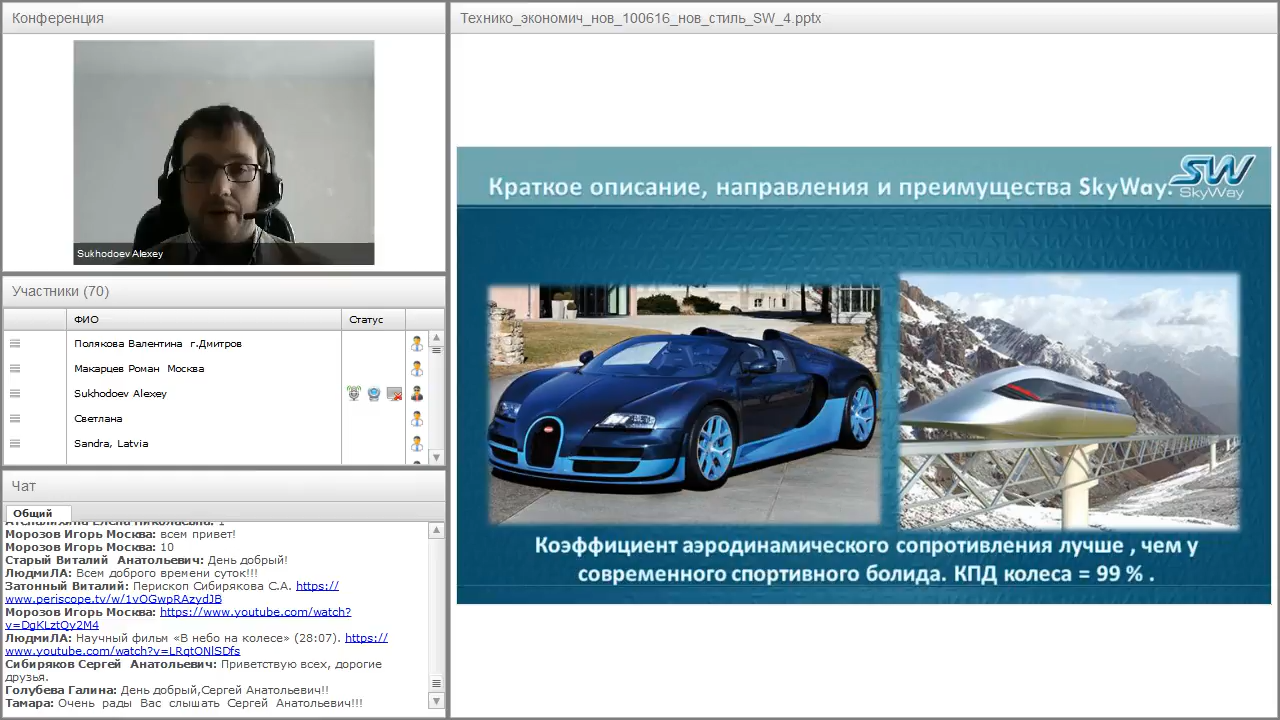 Конференция
Sukhodoev Alexey
Участники (70)
ФИО
Статус
Полякова Валентина г.Дмитров
Макарцев Роман Москва
Sukhodoev Alexey
Светлана
Sandra, Latvia
Чат
Общий
Морозов Игорь Москва: всем привет!
Морозов Игорь Москва: 10
Старый Виталий Анатольевич: День добрый!
ЛюдмиЛА: Всем доброго времени суток!!!
Затонный Виталий: Перископ Сибирякова С.А. https://
www.periscope.tv/w/1vOGwpRAzydJB
Морозов Игорь Москва: https://www.youtube.com/watch?
v=DgKLztQy2M4
ЛюдмиЛА: Научный фильм «В небо на колесе» (28:07). https://
www.youtube.com/watch?v=LRqtONlSDfs
Сибиряков Сергей Анатольевич: Приветствую всех, дорогие
друзья.
Голубева Галина: День добрый,Сергей Анатольевич!!
Тамара: Очень рады Вас слышать Сергей Анатольевич!!!
Технико_экономич_нов_100616_нов_стиль_SW_4.pptx
Краткое описание, направления и преимущества SkyWay.
SW
SkyWay
Коэффициент аэродинамического сопротивления лучше , чем у
современного спортивного болида. КПД колеса = 99 % .